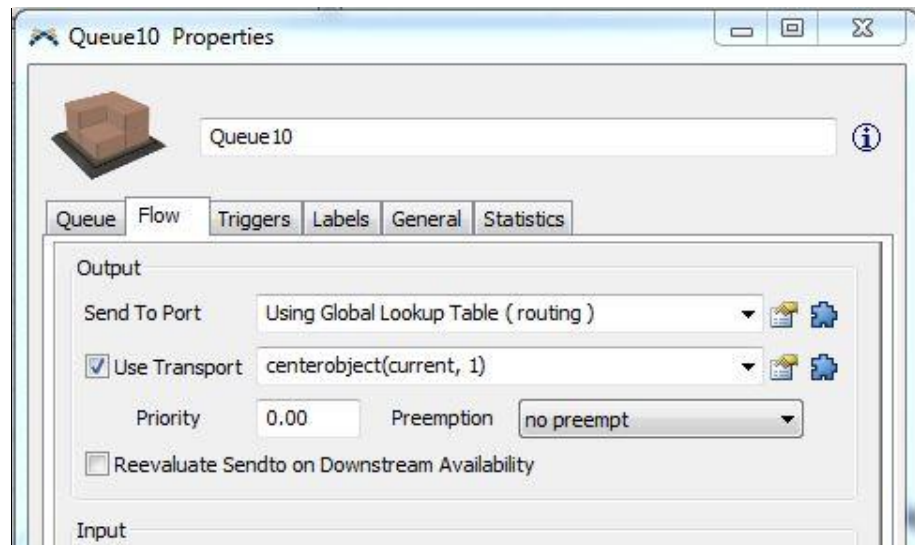 Queue10 Properties
Queue10
Queue Flow Triggers Labels General Statistics
Output
Send To Port Using Global Lookup Table ( routing )
Use Transport centerobject(current, 1)
Priority 0.00 Preemption no preempt
Reevaluate Sendto on Downstream Availability
Input